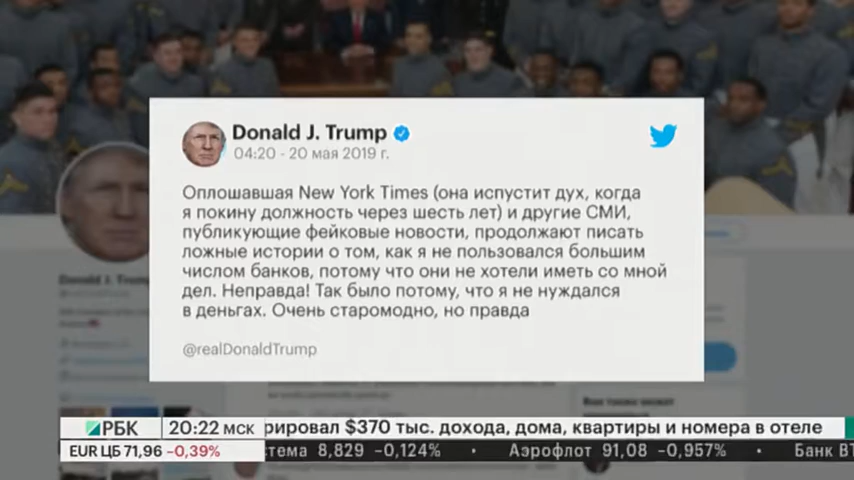 Donald J. Trump
04:20 - 20 мая 2019 г.
Оплошавшая New York Times (она испустит дух, когда
я покину должность через шесть лет) и другие СМИ,
публикующие фейковые новости, продолжают писать
ложные истории о том, как я не пользовался большим
числом банков, потому что они не хотели иметь со мной
дел. Неправда! Так было потому, что я не нуждался
в деньгах. Очень старомодно, но правда
@realDonaldTrump
Donald J. Trump
РБК 20:22 МСК рировал $370 тыс. дохода, дома, квартиры и номера в отеле
EUR ЦБ 71,96 -0,39% стема 8,829 -0,124% • Аэрофлот 91,08 -0,957% • Банк ВТ